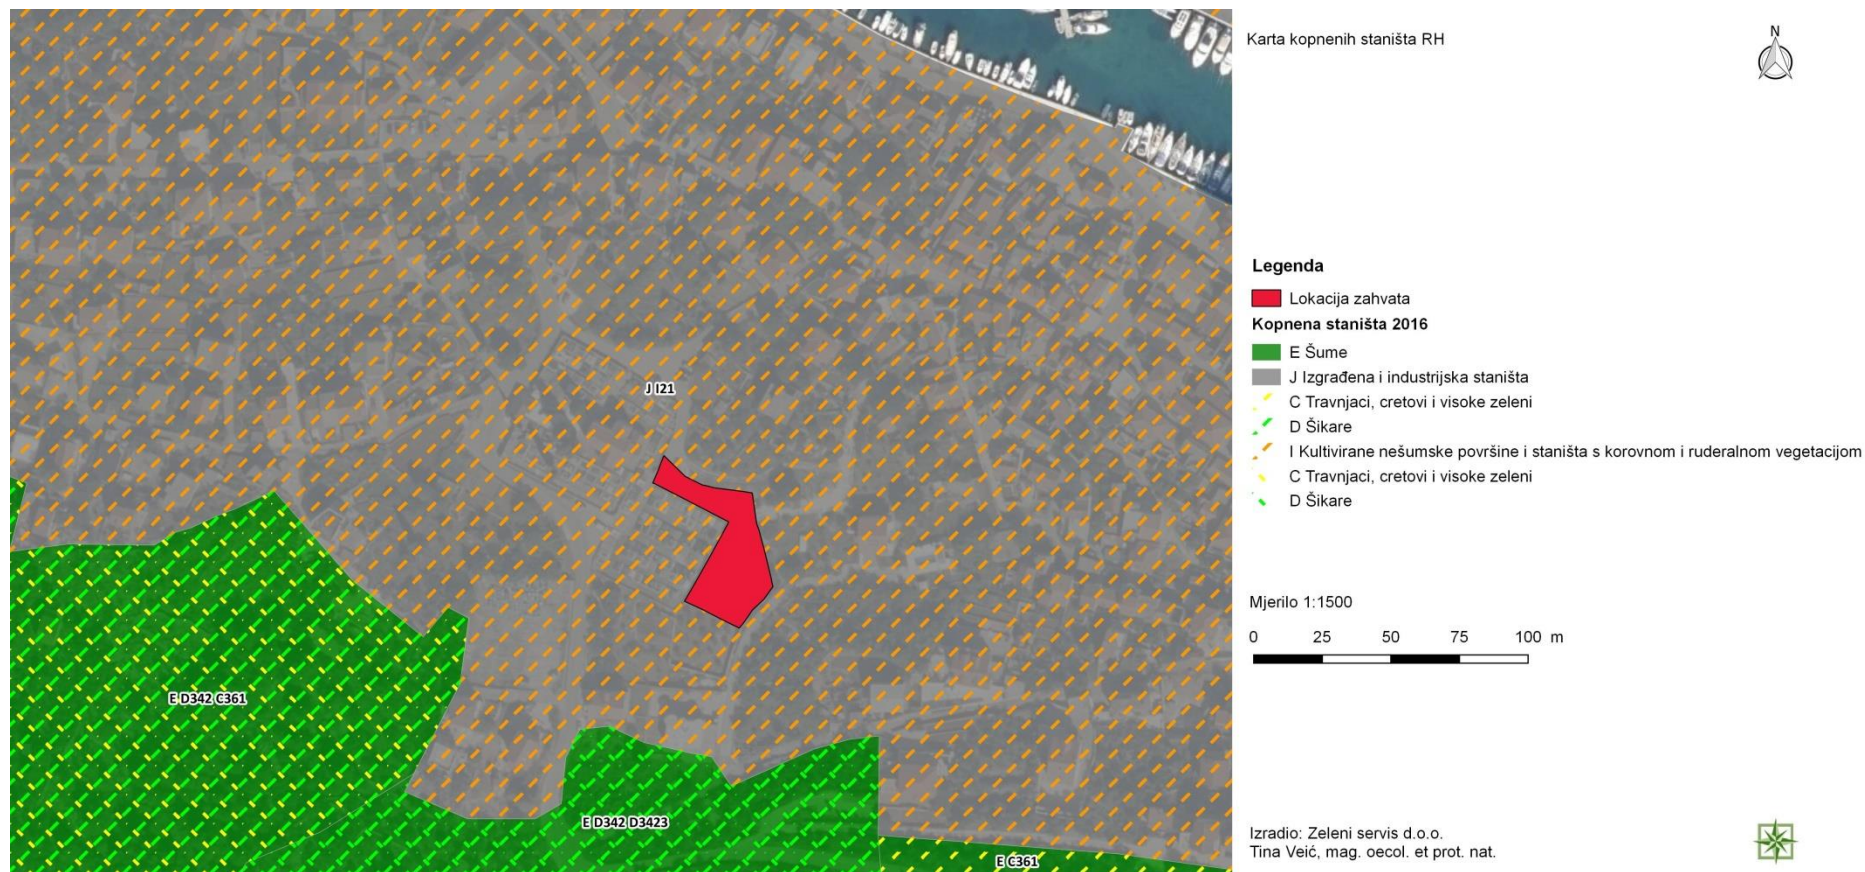 Karta kopnenih staništa RH
N
Legenda
Lokacija zahvata
Kopnena staništa 2016
E Šume
J Izgrađena i industrijska staništa
C Travnjaci, cretovi i visoke zeleni
D Šikare
I Kultivirane nešumske površine i staništa s korovnom i ruderalnom vegetacijom
C Travnjaci, cretovi i visoke zeleni
D Šikare
J I21
E D342 C361
E D342 D3423
E C361
Mjerilo 1:1500
0 25 50 75 100 m
Izradio: Zeleni servis d.o.o.
Tina Veić, mag. oecol. et prot. nat.